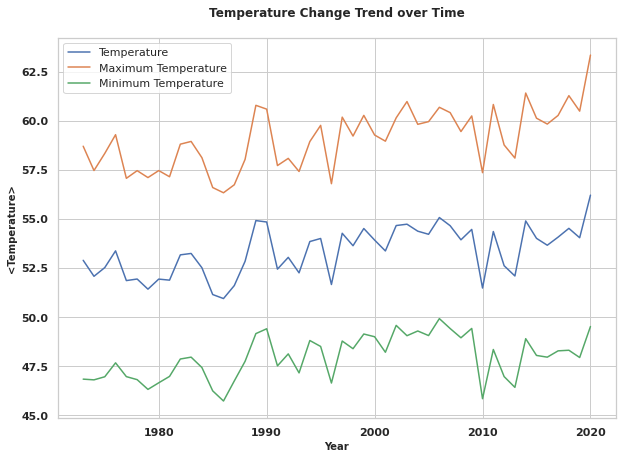 Temperature Change Trend over Time
Temperature
Maximum Temperature
Minimum Temperature
62.5
60.0
57.5
55.0
52.5
50.0
47.5
45.0
<Temperature>
1980 1990 2000 2010 2020
Year